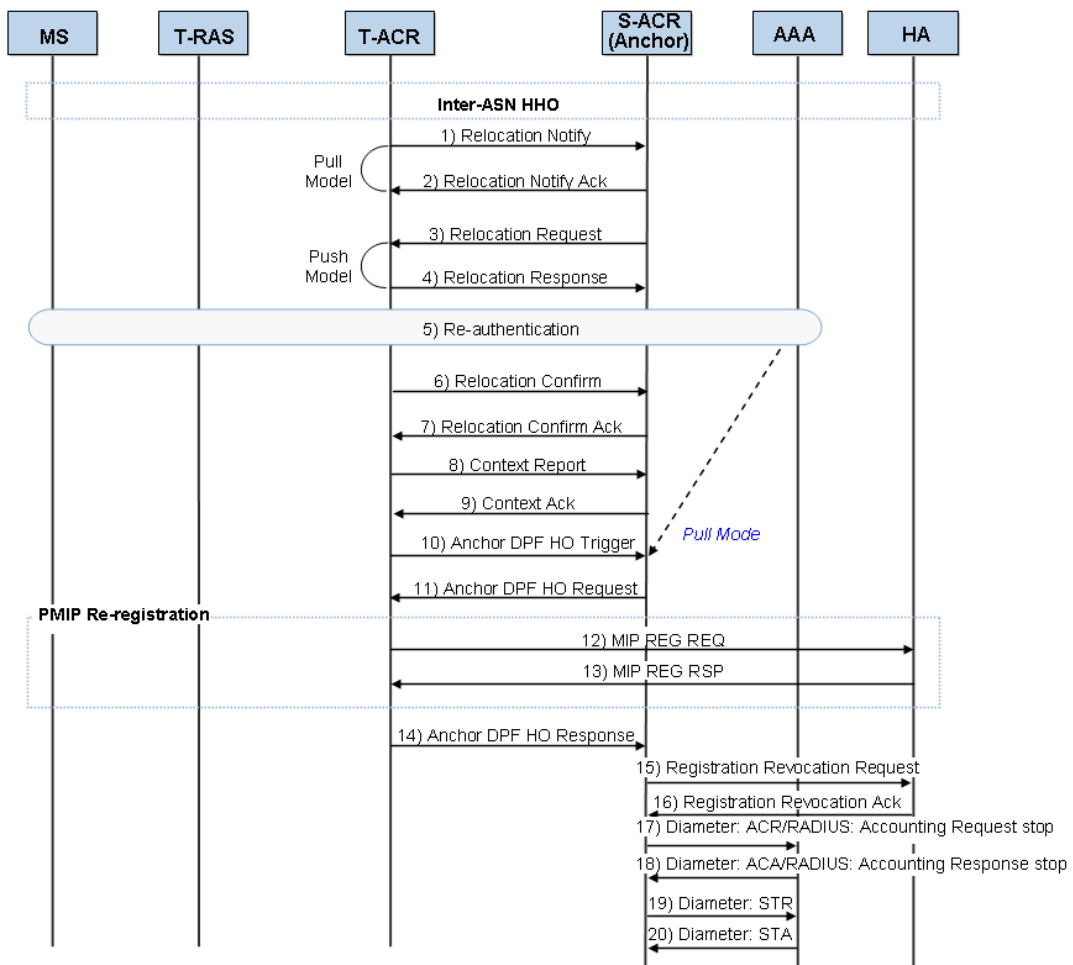 MS
T-RAS
T-ACR
S-ACR
(Anchor)
AAA
HA
Inter-ASN HHO
1) Relocation Notify
Pull
Model
2) Relocation Notify Ack
3) Relocation Request
Push
Model
4) Relocation Response
5) Re-authentication
6) Relocation Confirm
7) Relocation Confirm Ack
8) Context Report
9) Context Ack
Pull Mode
10) Anchor DPF HO Trigger
11) Anchor DPF HO Request
PMIP Re-registration
12) MIP REG REQ
13) MIP REG RSP
14) Anchor DPF HO Response
15) Registration Revocation Request
16) Registration Revocation Ack
17) Diameter: ACR/RADIUS: Accounting Request stop
18) Diameter: ACA/RADIUS: Accounting Response stop
19) Diameter: STR
20) Diameter: STA